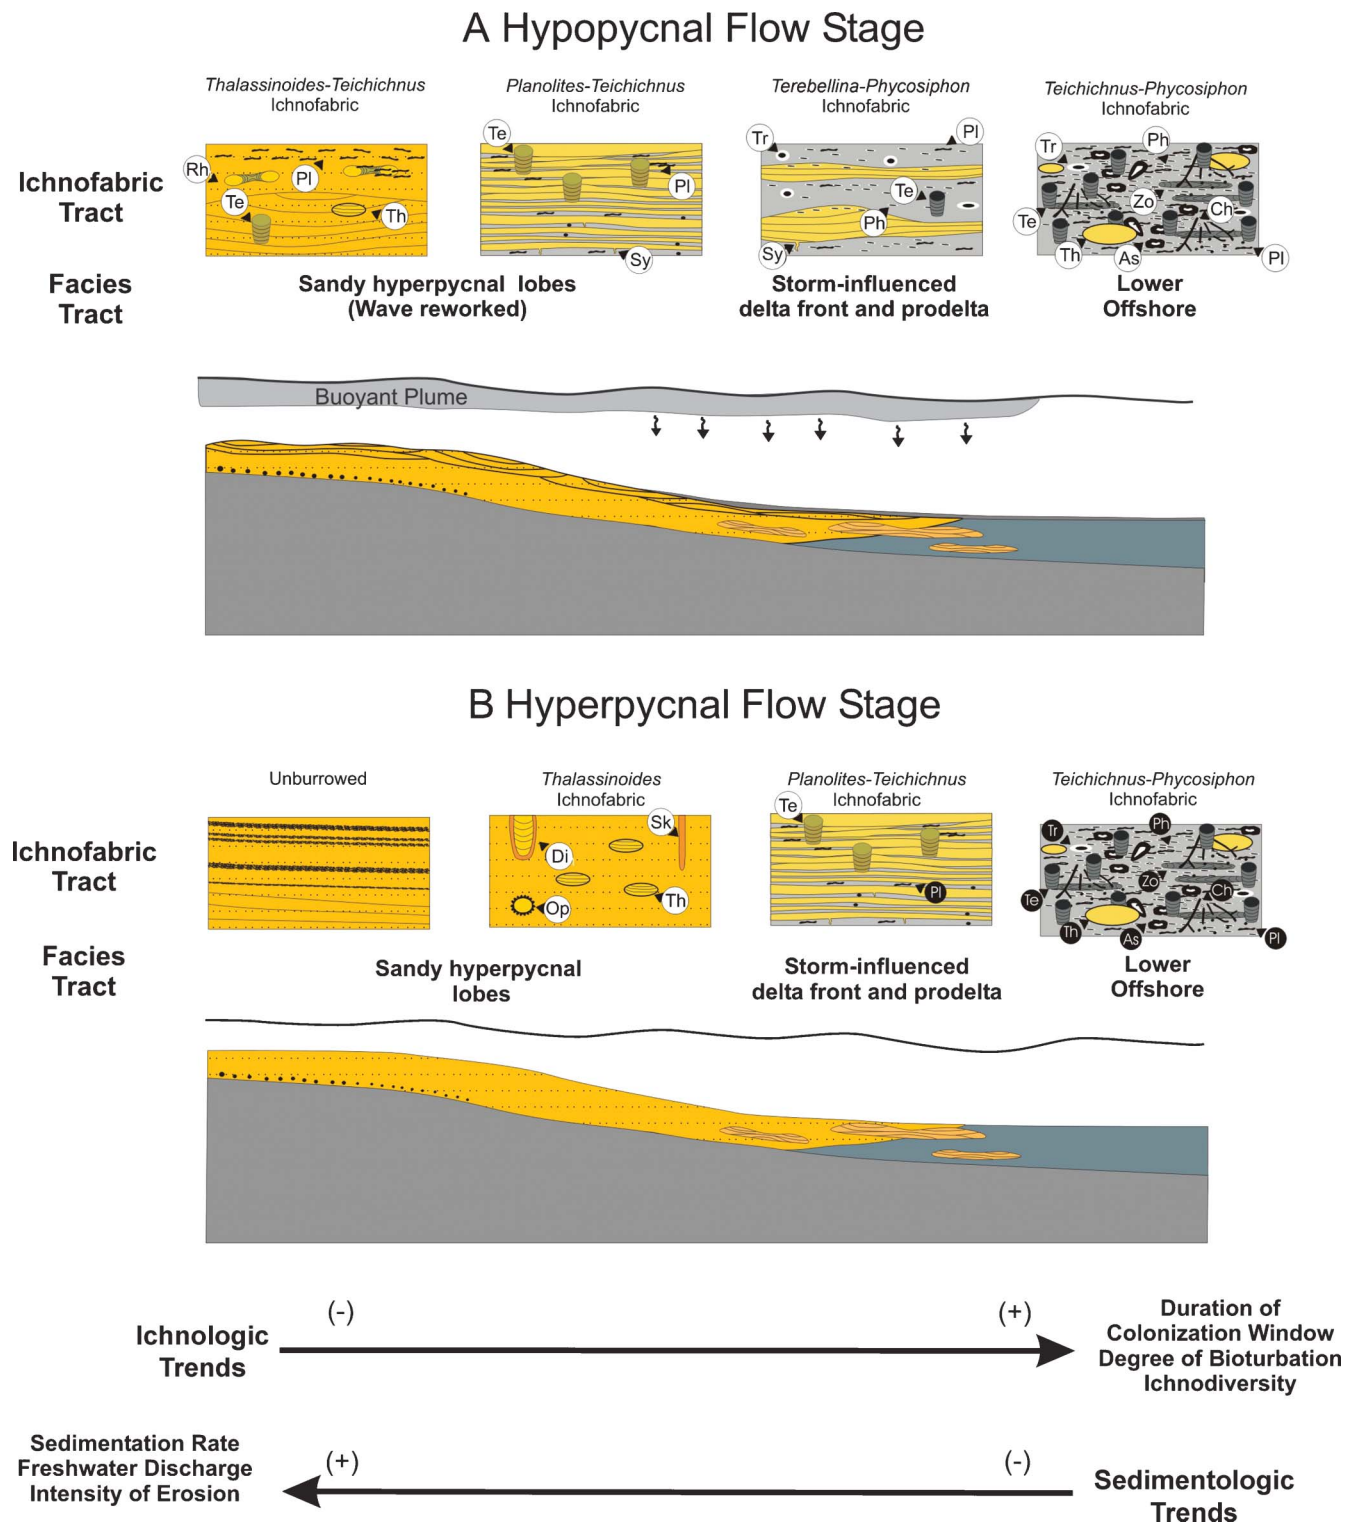 A Hypopycnal Flow Stage
Thalassinoides-Teichichnus
Ichnofabric
Planolites-Teichichnus
Ichnofabric
Terebellina-Phycosiphon
Ichnofabric
Teichichnus-Phycosiphon
Ichnofabric
Ichnofabric
Tract
Rh
Pl
Te
Th
Te
Pl
Sy
Tr
Pl
Te
Ph
Sy
Tr
Ph
Zo
Ch
Te
Th
As
Pl
Facies
Tract
Sandy hyperpycnal lobes
(Wave reworked)
Storm-influenced
delta front and prodelta
Lower
Offshore
Buoyant Plume
B Hyperpycnal Flow Stage
Unburrowed
Thalassinoides
Ichnofabric
Planolites-Teichichnus
Ichnofabric
Teichichnus-Phycosiphon
Ichnofabric
Ichnofabric
Tract
Sk
Di
Op
Th
Te
Pl
Tr
Ph
Zo
Ch
Te
Th
As
Pl
Facies
Tract
Sandy hyperpycnal
lobes
Storm-influenced
delta front and prodelta
Lower
Offshore
Ichnologic
Trends
(-)
(+)
Duration of
Colonization Window
Degree of Bioturbation
Ichnodiversity
Sedimentation Rate
Freshwater Discharge
Intensity of Erosion
(+)
(-)
Sedimentologic
Trends